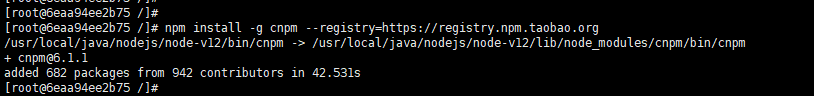 [root@6eaa94ee2b75 /]#
[root@6eaa94ee2b75 /]#
[root@6eaa94ee2b75 /]# npm install -g cnpm --registry=https://registry.npm.taobao.org
/usr/local/java/nodejs/node-v12/bin/cnpm -> /usr/local/java/nodejs/node-v12/lib/node_modules/cnpm/bin/cnpm
+ cnpm@6.1.1
added 682 packages from 942 contributors in 42.531s
[root@6eaa94ee2b75 /]#